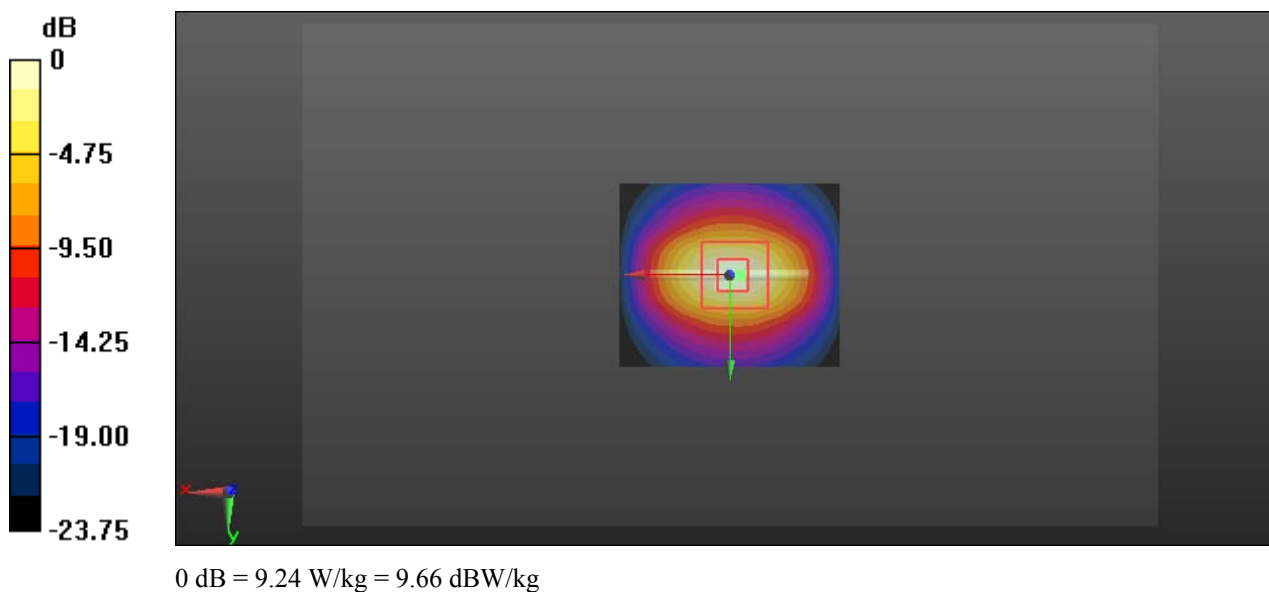 dB
0
-4.75
-9.50
-14.25
-19.00
-23.75
x
y
0 dB = 9.24 W/kg = 9.66 dBW/kg